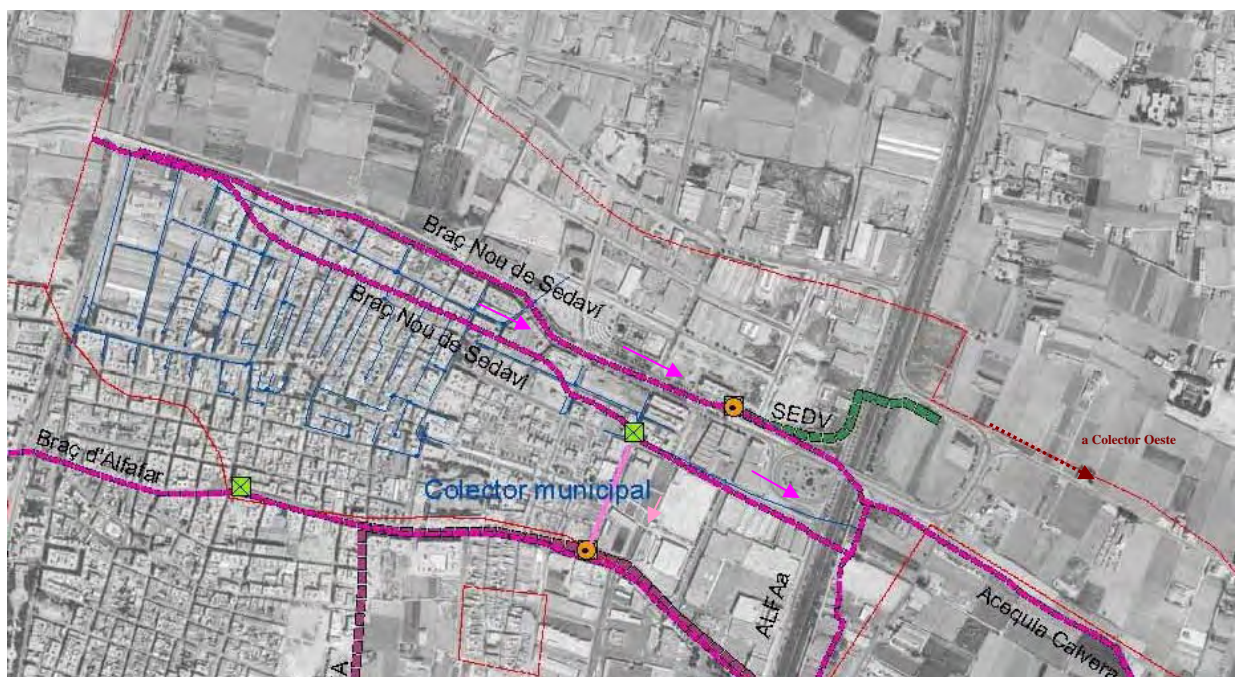 Braç Nou de Sedaví
Braç Nou de Sedaví
SEDV
a Colector Oeste
Braç d'Alfafar
Colector municipal
ALFAa
Acequia Calvera
A